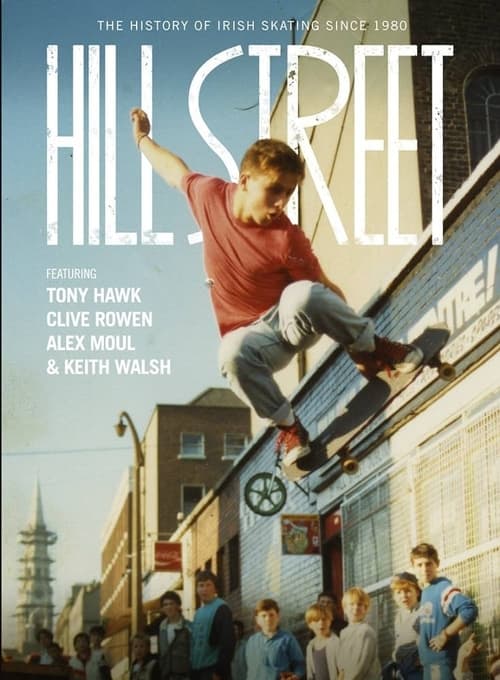 THE HISTORY OF IRISH SKATING SINCE 1980
HILL STREET
FEATURING
TONY HAWK
CLIVE ROWEN
ALEX MOUL
& KEITH WALSH